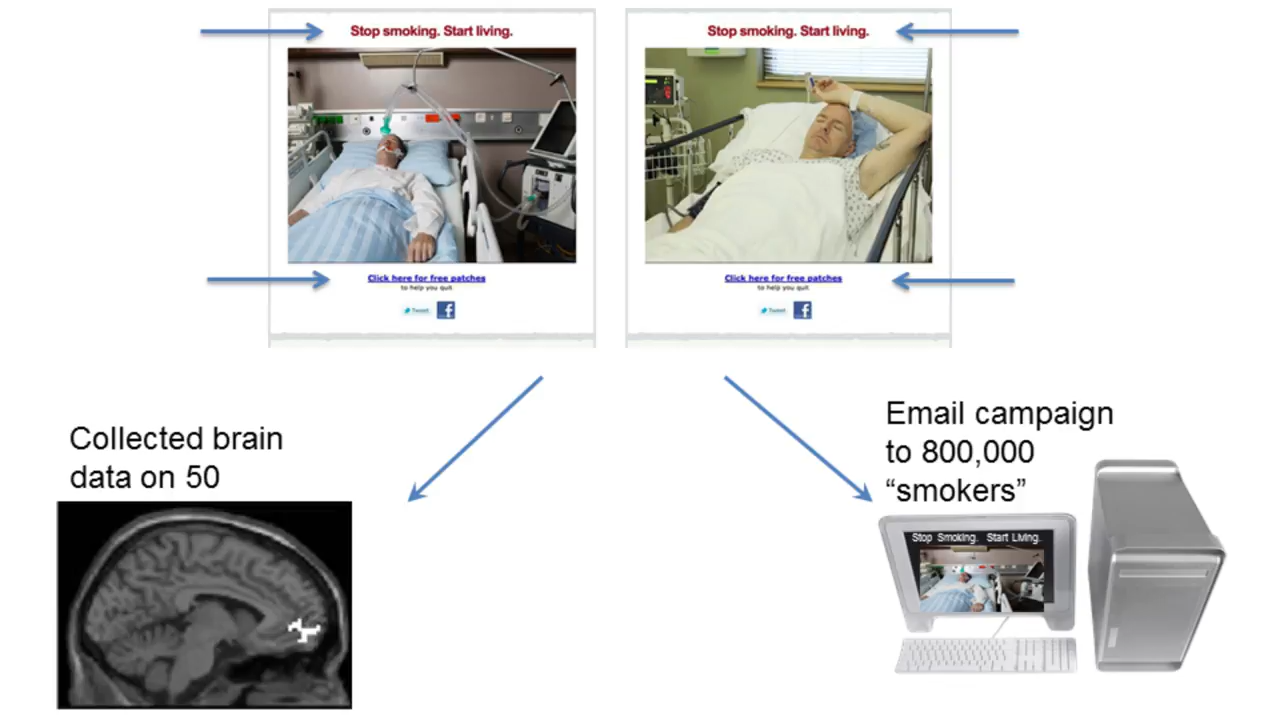 Stop smoking. Start living.
Click here for free patches
to help you quit
Tweet
Stop smoking. Start living.
Click here for free patches
to help you quit
Tweet
Collected brain
data on 50
Email campaign
to 800,000
“smokers”
Stop Smoking. Start Living.